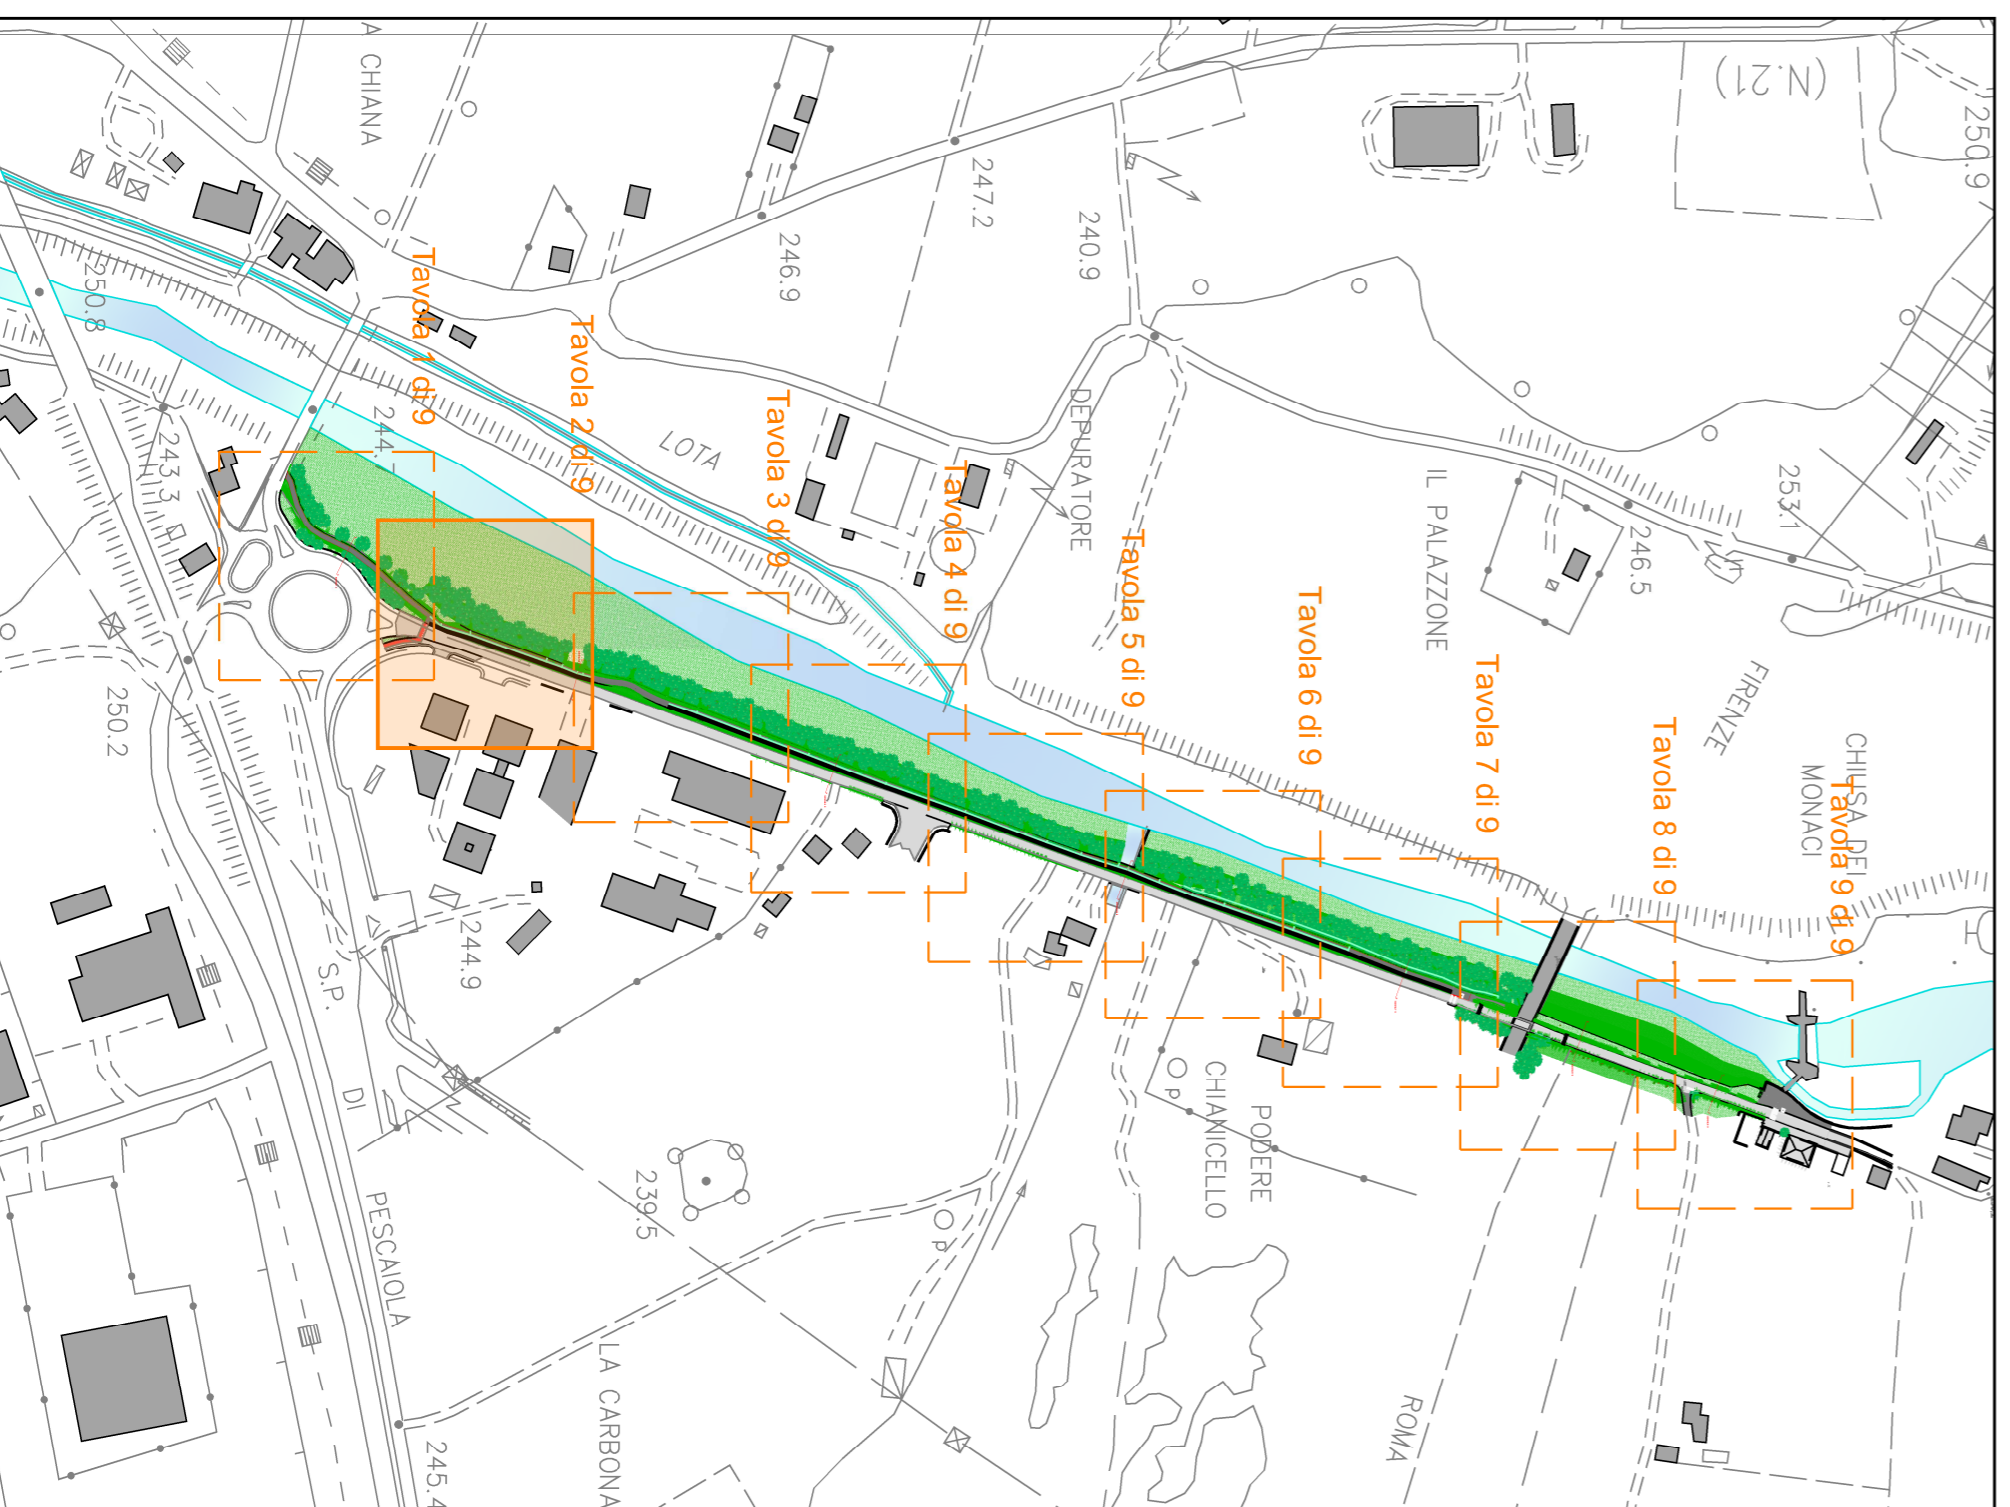 A CHIANA
(N.21)
250.9
247.2
240.9
246.9
250.8
Tavola 1 di 9
Tavola 2 di 9
Tavola 3 di 9
Tavola 4 di 9
Tavola 5 di 9
Tavola 6 di 9
Tavola 7 di 9
Tavola 8 di 9
Tavola 9 di 9
244.
243.3
LOTA
DEPURATORE
IL PALAZZONE
253.1
246.5
FIRENZE
CHIUSA DEI
MONACI
250.2
244.9
S.P.
DI
PESCAIOLA
239.5
p
p
CHIANICELLO
PODERE
ROMA
LA CARBONA
245.4